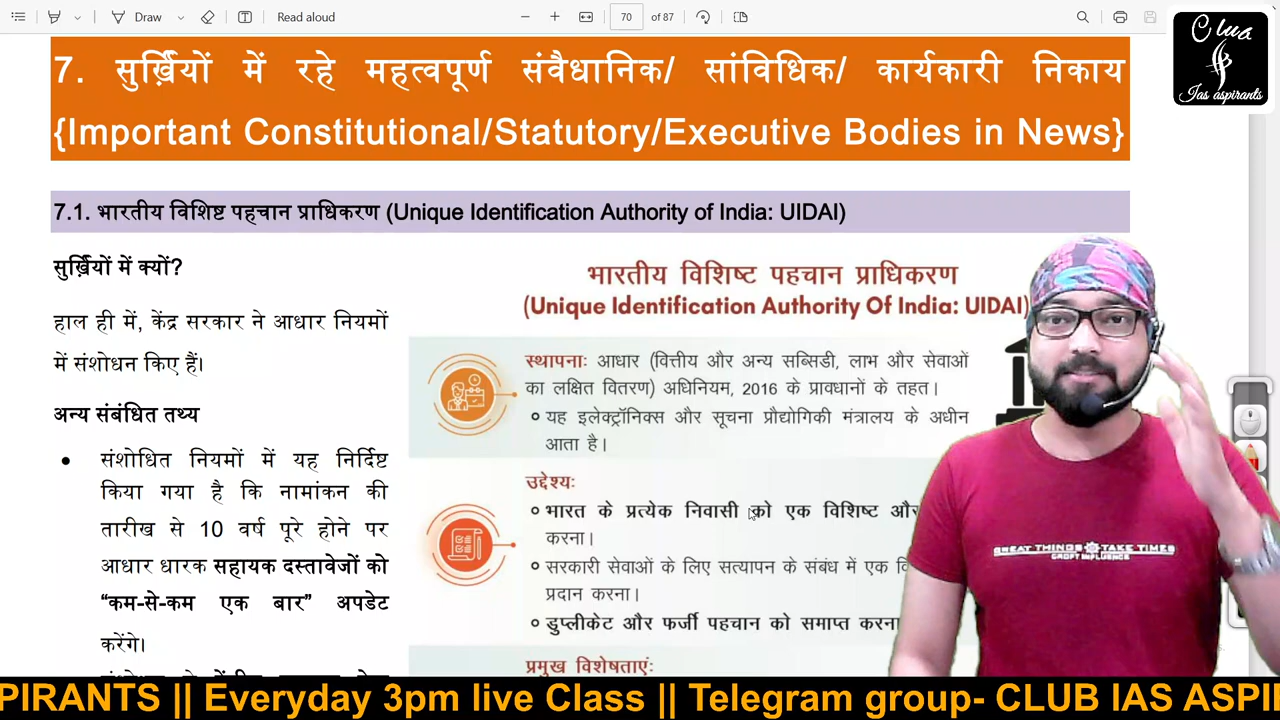 Draw
Read aloud
70 of 87
Clua
Ias aspirants
7. सुर्ख़ियों में रहे महत्वपूर्ण संवैधानिक/ सांविधिक/ कार्यकारी निकाय
{Important Constitutional/Statutory/Executive Bodies in News}
7.1. भारतीय विशिष्ट पहचान प्राधिकरण (Unique Identification Authority of India: UIDAI)
सुर्ख़ियों में क्यों?
हाल ही में, केंद्र सरकार ने आधार नियमों
में संशोधन किए हैं।
अन्य संबंधित तथ्य
• संशोधित नियमों में यह निर्दिष्ट
किया गया है कि नामांकन की
तारीख से 10 वर्ष पूरे होने पर
आधार धारक सहायक दस्तावेजों को
“कम-से-कम एक बार” अपडेट
करेंगे।
भारतीय विशिष्ट पहचान प्राधिकरण
(Unique Identification Authority Of India: UIDAI)
स्थापनाः आधार (वित्तीय और अन्य सब्सिडी, लाभ और सेवाओं
का लक्षित वितरण) अधिनियम, 2016 के प्रावधानों के तहत।
यह इलेक्ट्रॉनिक्स और सूचना प्रौद्योगिकी मंत्रालय के अधीन
आता है।
उद्देश्यः
भारत के प्रत्येक निवासी को एक विशिष्ट और
करना।
सरकारी सेवाओं के लिए सत्यापन के संबंध में एक
प्रदान करना।
डुप्लीकेट और फर्जी पहचान को समाप्त करना
प्रमुख विशेषताएंः
GREAT THINGS TAKE TIMES
PIRANTS || Everyday 3pm live Class || Telegram group- CLUB IAS ASPI